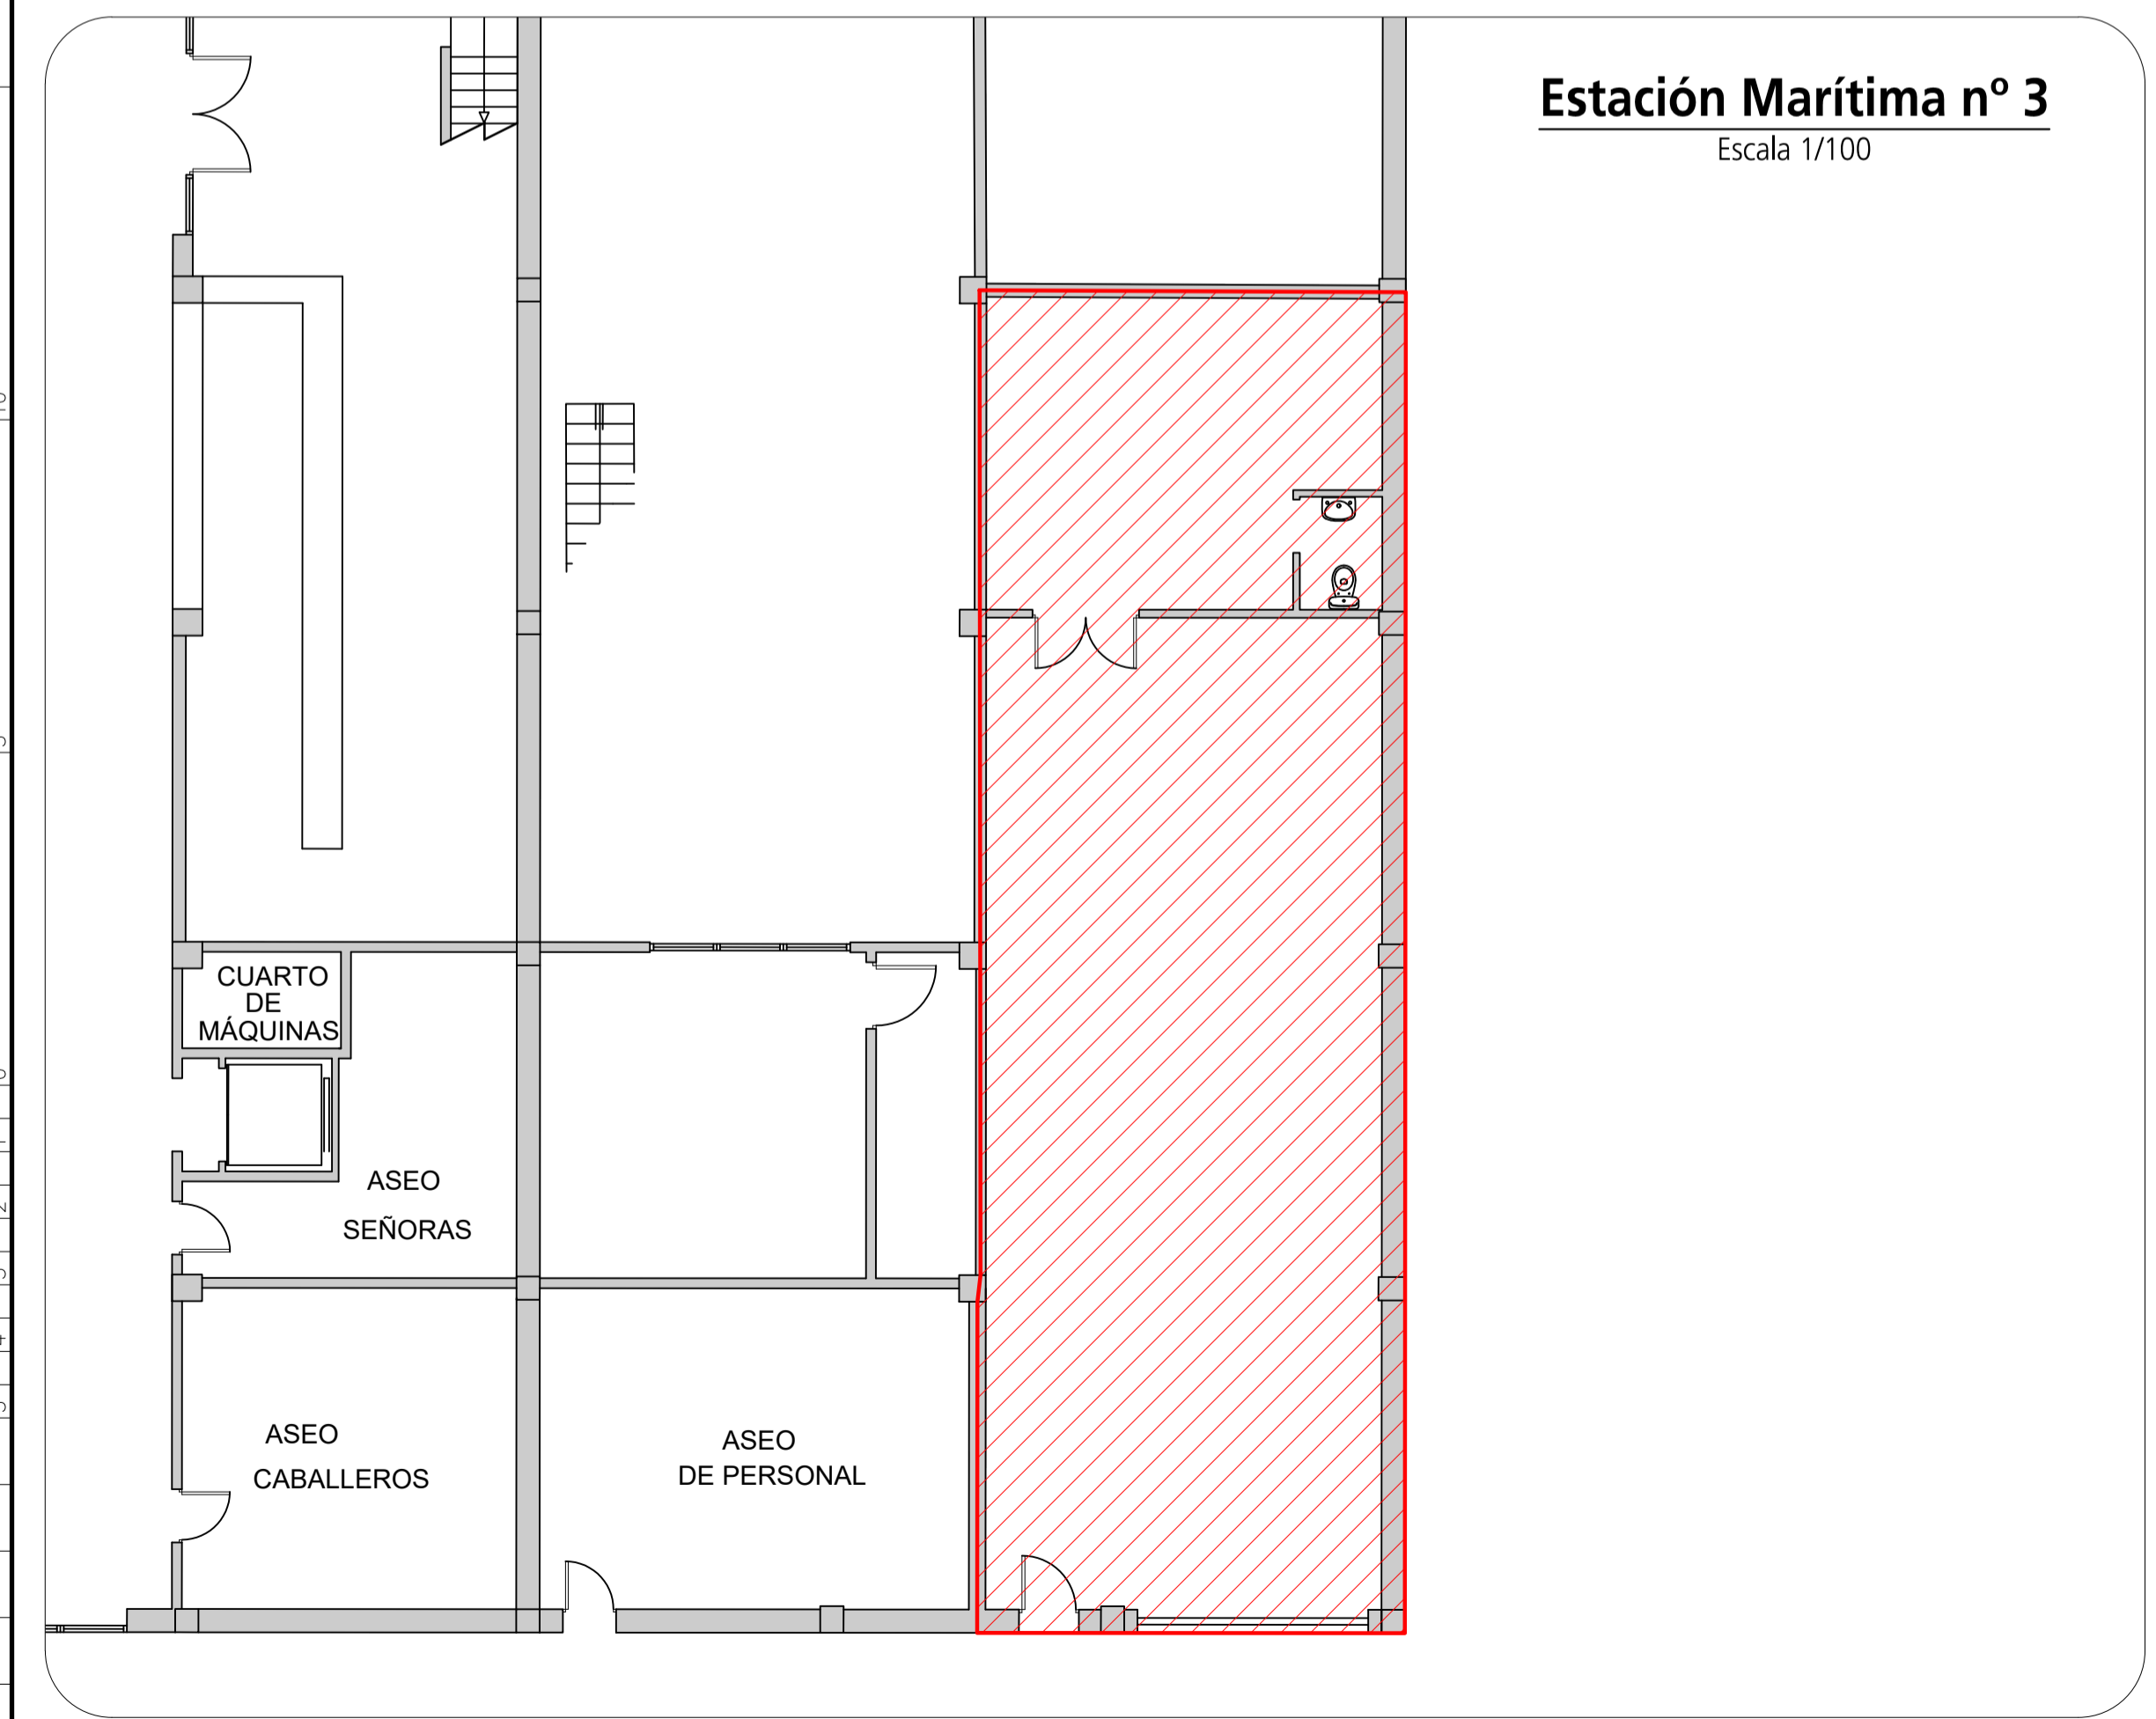 Estación Marítima nº 3
Escala 1/100
CUARTO
DE
MÁQUINAS
ASEO
SEÑORAS
ASEO
CABALLEROS
ASEO
DE PERSONAL